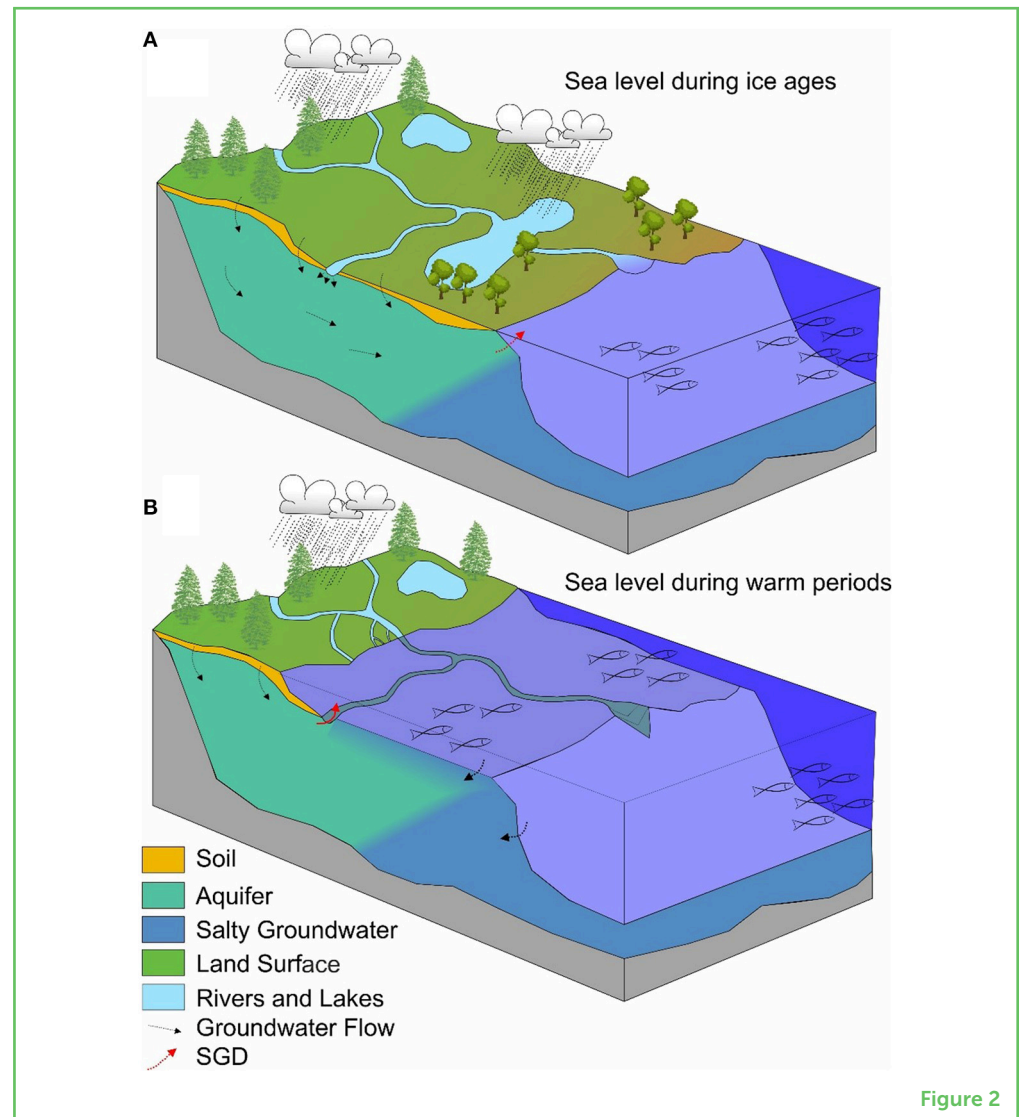 A
Sea level during ice ages
B
Sea level during warm periods
Soil
Aquifer
Salty Groundwater
Land Surface
Rivers and Lakes
Groundwater Flow
SGD
Figure 2